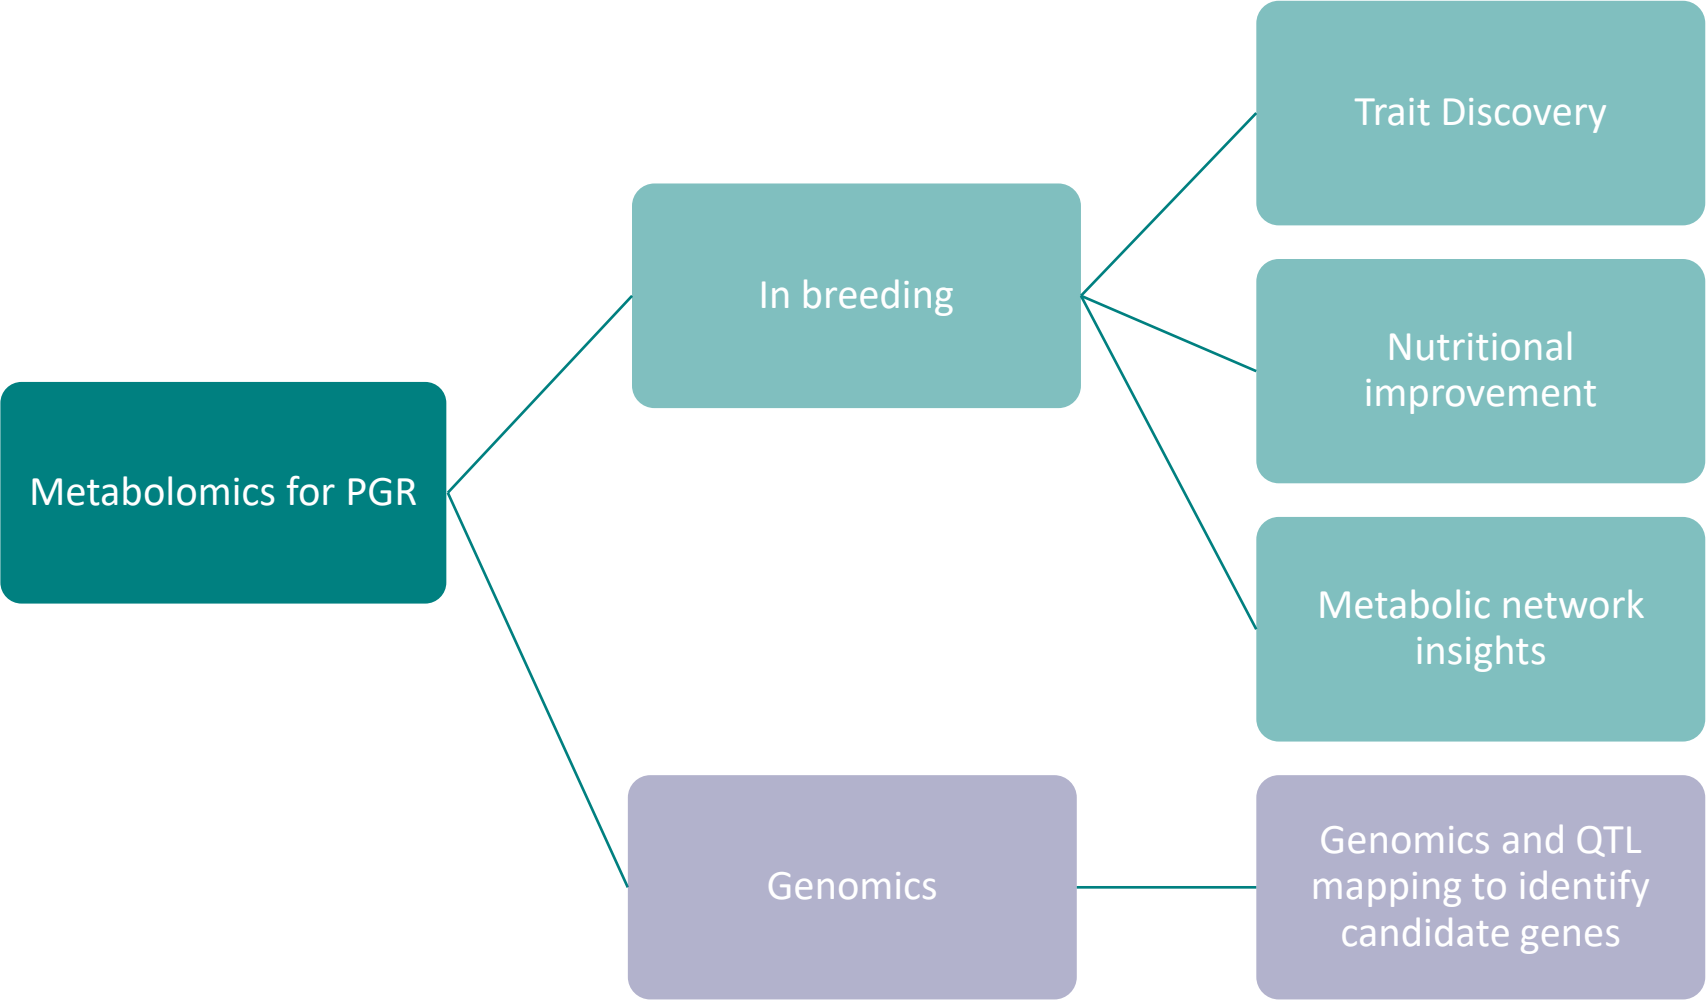 Metabolomics for PGR
In breeding
Trait Discovery
Nutritional
improvement
Metabolic network
insights
Genomics
Genomics and QTL
mapping to identify
candidate genes